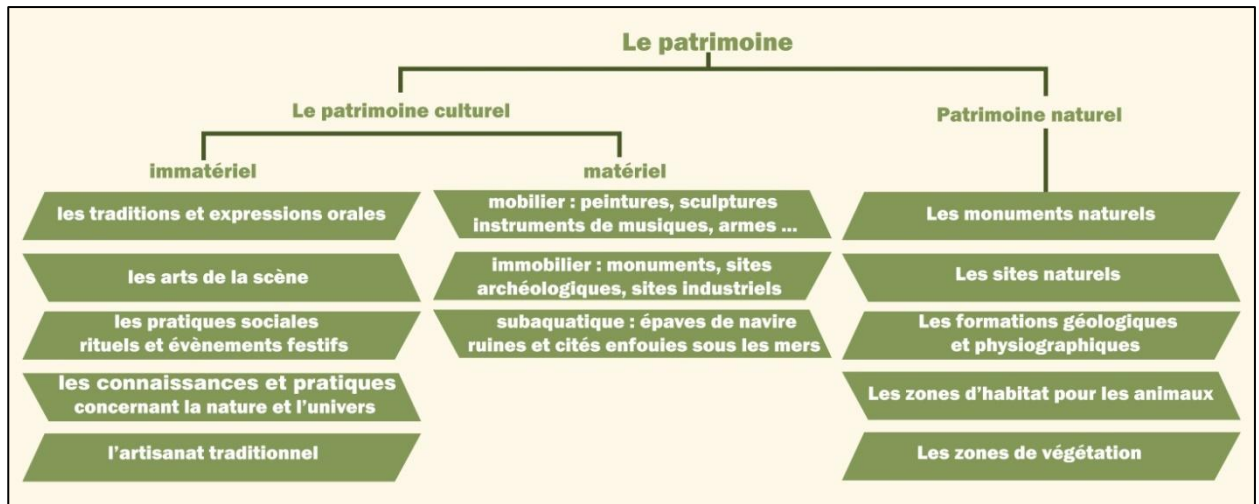 Le patrimoine
Le patrimoine culturel
Patrimoine naturel
immatériel
matériel
les traditions et expressions orales
les arts de la scène
les pratiques sociales
rituels et évènements festifs
les connaissances et pratiques
concernant la nature et l'univers
l'artisanat traditionnel
mobilier : peintures, sculptures
instruments de musiques, armes ...
immobilier : monuments, sites
archéologiques, sites industriels
subaquatique : épaves de navire
ruines et cités enfouies sous les mers
Les monuments naturels
Les sites naturels
Les formations géologiques
et physiographiques
Les zones d'habitat pour les animaux
Les zones de végétation